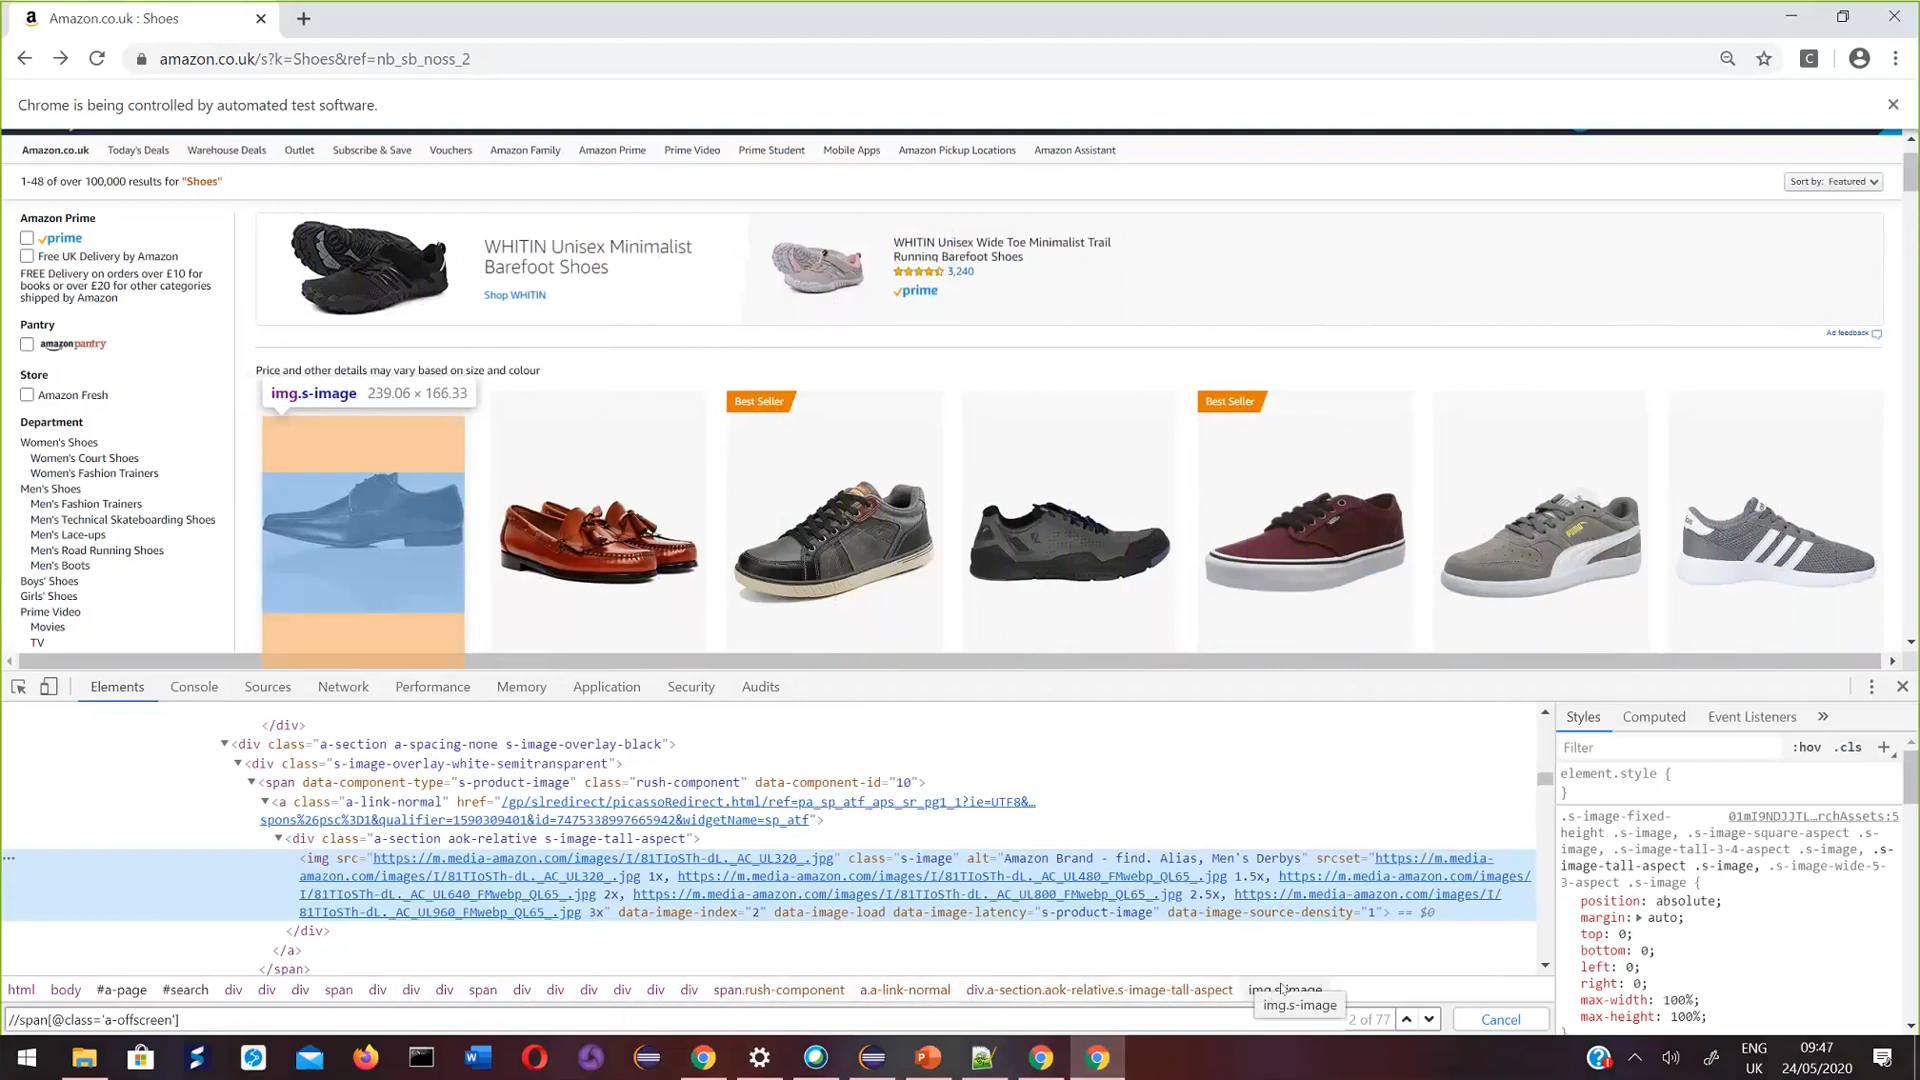 Amazon.co.uk : Shoes
amazon.co.uk/s?k=Shoes&ref=nb_sb_noss_2
Chrome is being controlled by automated test software.
Amazon.co.uk Today's Deals Warehouse Deals Outlet Subscribe & Save Vouchers Amazon Family Amazon Prime Prime Video Prime Student Mobile Apps Amazon Pickup Locations Amazon Assistant
1-48 of over 100,000 results for "Shoes"
Sort by: Featured
Amazon Prime
prime
Free UK Delivery by Amazon
FREE Delivery on orders over £10 for
books or over £20 for other categories
shipped by Amazon
Pantry
amazonpantry
Store
Amazon Fresh
Department
Women's Shoes
Women's Court Shoes
Women's Fashion Trainers
Men's Shoes
Men's Fashion Trainers
Men's Technical Skateboarding Shoes
Men's Lace-ups
Men's Road Running Shoes
Men's Boots
Boys' Shoes
Girls' Shoes
Prime Video
Movies
TV
WHITIN Unisex Minimalist
Barefoot Shoes
Shop WHITIN
WHITIN Unisex Wide Toe Minimalist Trail
Running Barefoot Shoes
3,240
prime
Ad feedback
Price and other details may vary based on size and colour
img.s-image 239.06 × 166.33
Best Seller
Best Seller
Elements Console Sources Network Performance Memory Application Security Audits
</div>
<div class="a-section a-spacing-none s-image-overlay-black">
<div class="s-image-overlay-white-semitransparent">
<span data-component-type="s-product-image" class="rush-component" data-component-id="10">
<a class="a-link-normal" href="/gp/slredirect/picassoRedirect.html/ref=pa_sp_atf_aps_sr_pg1_1?ie=UTF8&…
spons%26psc%3D1&qualifier=1590309401&id=7475338997665942&widgetName=sp_atf">
<div class="a-section aok-relative s-image-tall-aspect">
<img src="https://m.media-amazon.com/images/I/81TIoSTh-dL._AC_UL320_.jpg" class="s-image" alt="Amazon Brand - find. Alias, Men's Derbys" srcset="https://m.media-
amazon.com/images/I/81TIoSTh-dL._AC_UL320_.jpg 1x, https://m.media-amazon.com/images/I/81TIoSTh-dL._AC_UL480_FMwebp_QL65_.jpg 1.5x, https://m.media-amazon.com/images/
I/81TIoSTh-dL._AC_UL640_FMwebp_QL65_.jpg 2x, https://m.media-amazon.com/images/I/81TIoSTh-dL._AC_UL800_FMwebp_QL65_.jpg 2.5x, https://m.media-amazon.com/images/I/
81TIoSTh-dL._AC_UL960_FMwebp_QL65_.jpg 3x" data-image-index="2" data-image-load data-image-latency="s-product-image" data-image-source-density="1"> == $0
</div>
</a>
</span>
html body #a-page #search div div div span div div div span div div div div div div span.rush-component a.a-link-normal div.a-section.aok-relative.s-image-tall-aspect img.s-image
img.s-image
//span[@class='a-offscreen']
2 of 77
Cancel
Styles Computed Event Listeners
Filter :hov .cls +
element.style {
}
.s-image-fixed- 01mI9NDJJTL…rchAssets:5
height .s-image, .s-image-square-aspect .s-
image, .s-image-tall-3-4-aspect .s-image, .s-
image-tall-aspect .s-image, .s-image-wide-5-
3-aspect .s-image {
position: absolute;
margin: auto;
top: 0;
bottom: 0;
left: 0;
right: 0;
max-width: 100%;
max-height: 100%;
ENG
UK
09:47
24/05/2020